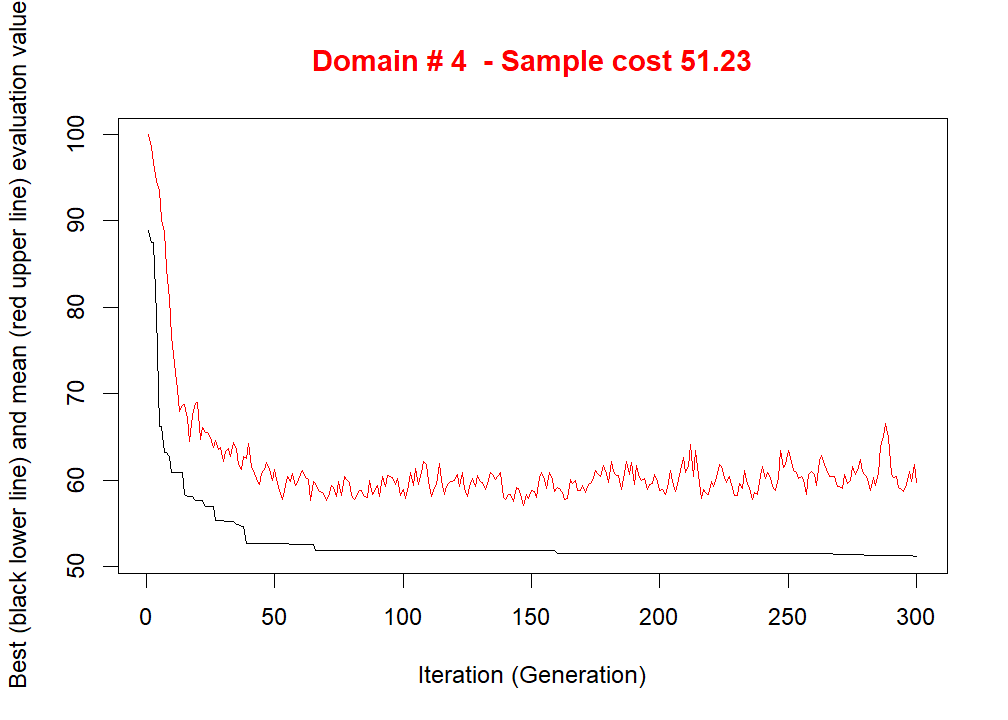 Domain # 4  - Sample cost 51.23
Best (black lower line) and mean (red upper line) evaluation value
100
90
80
70
60
50
0 50 100 150 200 250 300
Iteration (Generation)